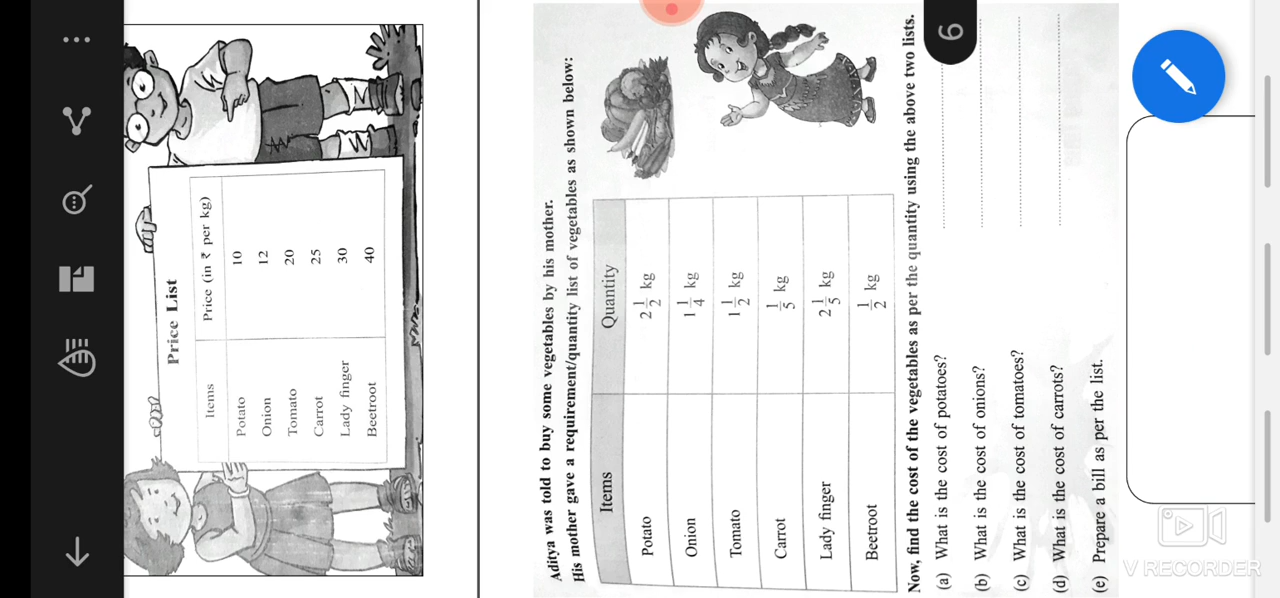 Price List
Items Price (in ₹ per kg)
Potato 10
Onion 12
Tomato 20
Carrot 25
Lady finger 30
Beetroot 40
Aditya was told to buy some vegetables by his mother.
His mother gave a requirement/quantity list of vegetables as shown below:
Items Quantity
Potato 2 1/2 kg
Onion 1 1/4 kg
Tomato 1 1/2 kg
Carrot 1/5 kg
Lady finger 2 1/5 kg
Beetroot 1/2 kg
Now, find the cost of the vegetables as per the quantity using the above two lists.
(a) What is the cost of potatoes?
(b) What is the cost of onions?
(c) What is the cost of tomatoes?
(d) What is the cost of carrots?
(e) Prepare a bill as per the list.
6
V RECORDER